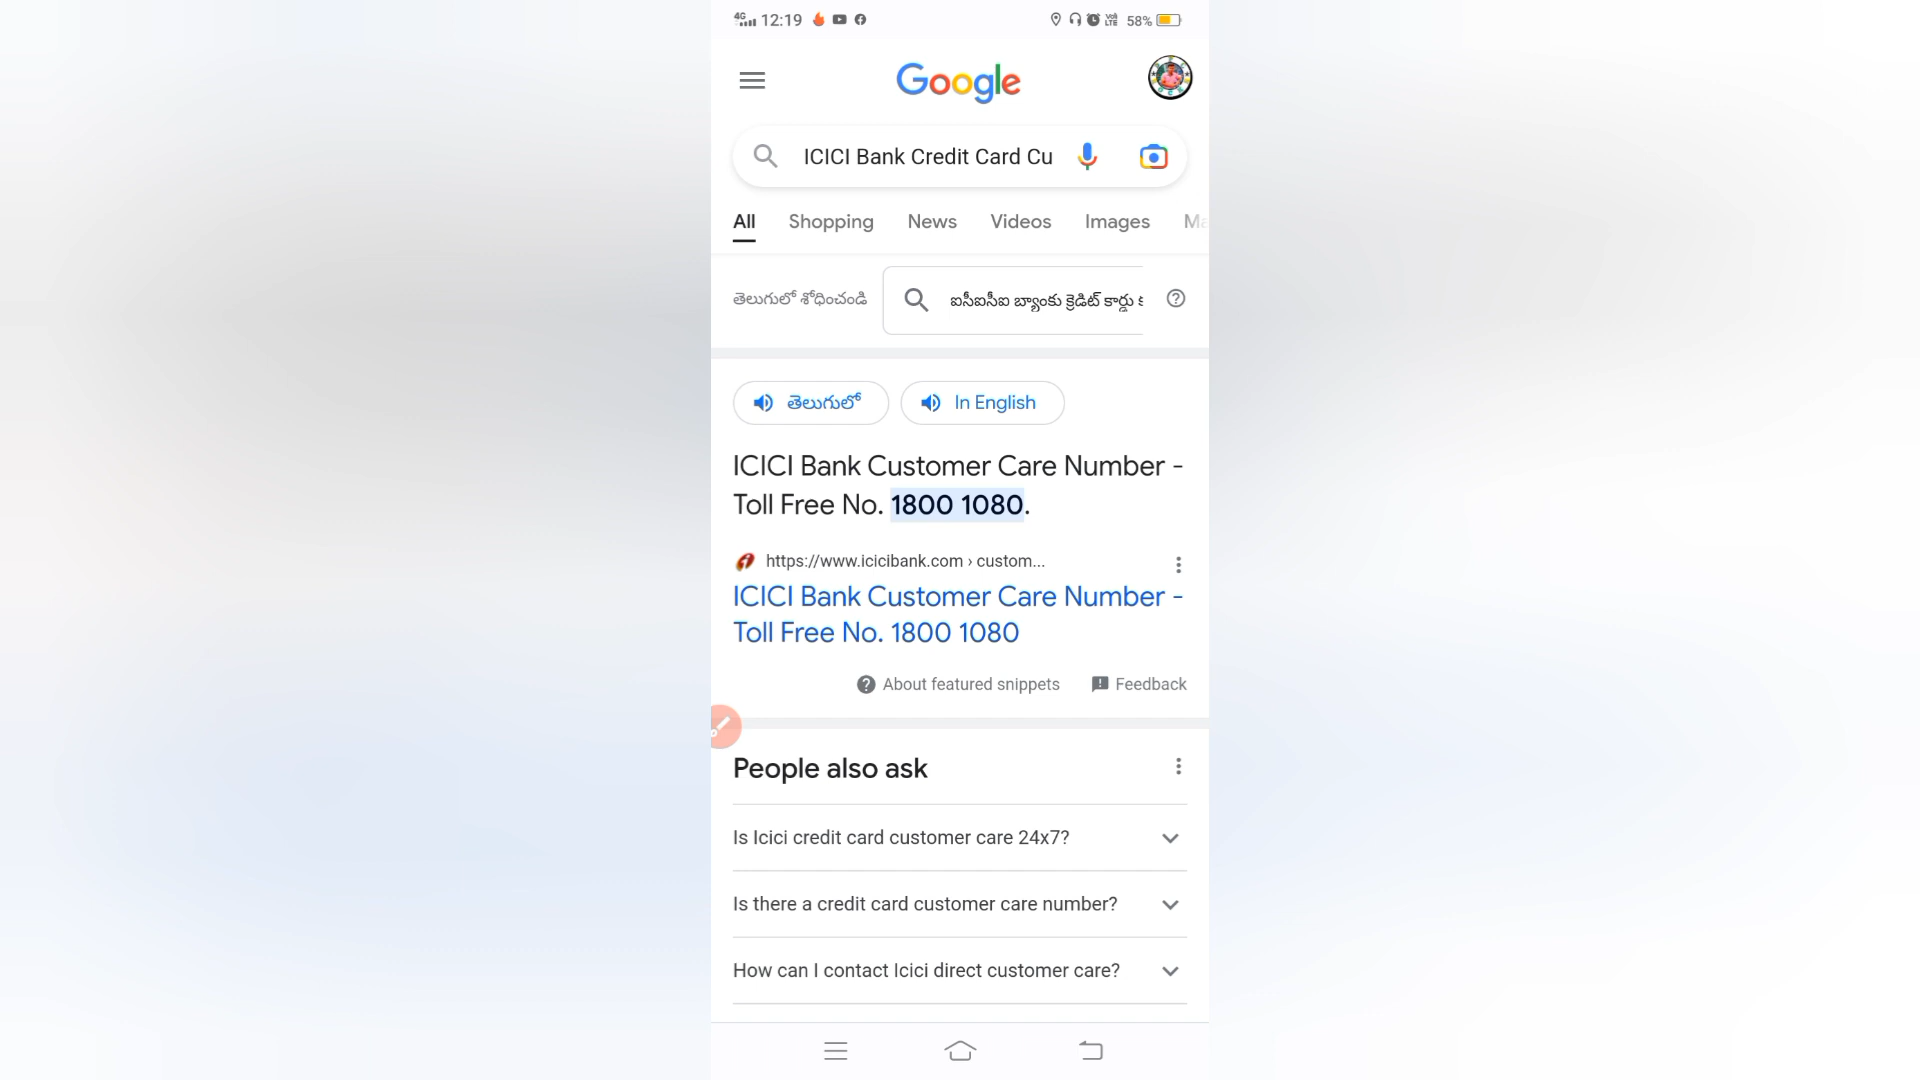 4G 12:19 VoI LTE 58%
Google
ICICI Bank Credit Card Cu
All Shopping News Videos Images Ma
తెలుగులో శోధించండి ఐసీఐసీఐ బ్యాంకు క్రెడిట్ కార్డు క
తెలుగులో In English
ICICI Bank Customer Care Number -
Toll Free No. 1800 1080.
https://www.icicibank.com › custom...
ICICI Bank Customer Care Number -
Toll Free No. 1800 1080
About featured snippets Feedback
People also ask
Is Icici credit card customer care 24x7?
Is there a credit card customer care number?
How can I contact Icici direct customer care?